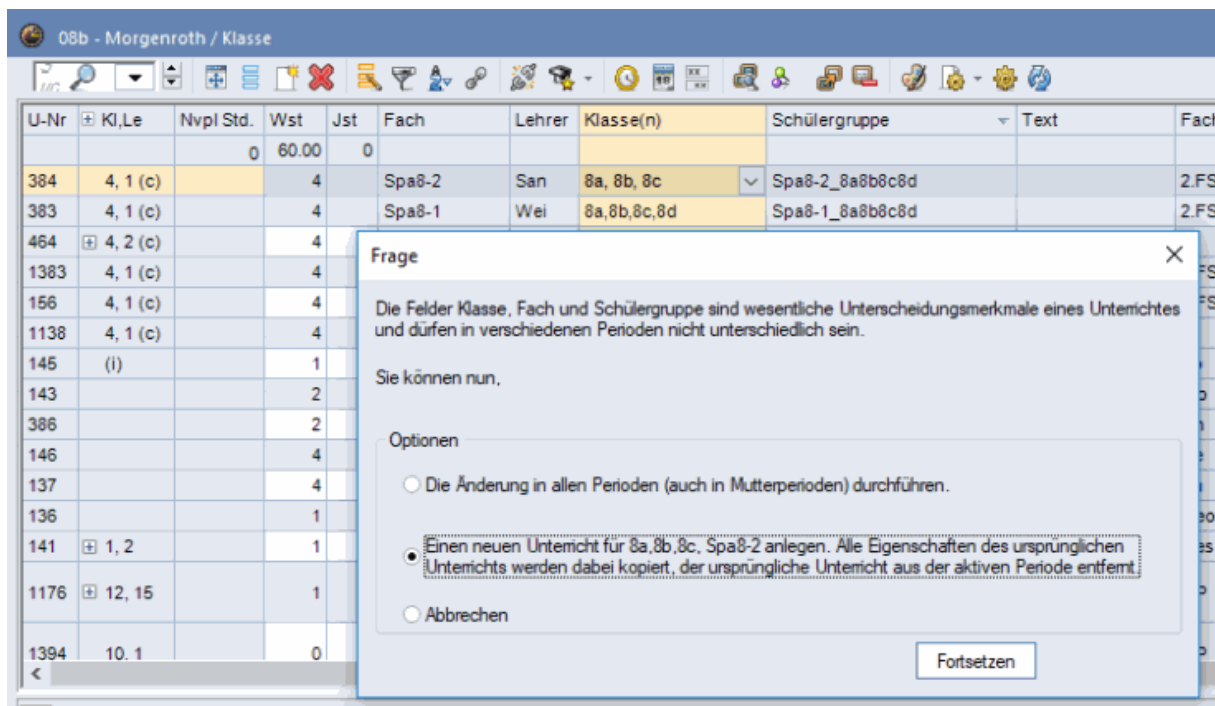 08b - Morgenroth / Klasse
U-Nr Kl,Le Nvpl Std. Wst Jst Fach Lehrer Klasse(n) Schülergruppe Text Fach
0 60.00 0
384 4, 1 (c) 4 Spa8-2 San 8a, 8b, 8c Spa8-2_8a8b8c8d 2.FS
383 4, 1 (c) 4 Spa8-1 Wei 8a,8b,8c,8d Spa8-1_8a8b8c8d 2.FS
464 4, 2 (c) 4
1383 4, 1 (c) 4
156 4, 1 (c) 4
1138 4, 1 (c) 4
145 (i) 1
143 2
386 2
146 4
137 4
136 1
141 1, 2 1
1176 12, 15 1
1394 10, 1 0
Frage
Die Felder Klasse, Fach und Schülergruppe sind wesentliche Unterscheidungsmerkmale eines Unterrichtes
und dürfen in verschiedenen Perioden nicht unterschiedlich sein.
Sie können nun,
Optionen
Die Änderung in allen Perioden (auch in Mutterperioden) durchführen.
Einen neuen Unterricht für 8a,8b,8c, Spa8-2 anlegen. Alle Eigenschaften des ursprünglichen
Unterrichts werden dabei kopiert, der ursprüngliche Unterricht aus der aktiven Periode entfernt.
Abbrechen
Fortsetzen